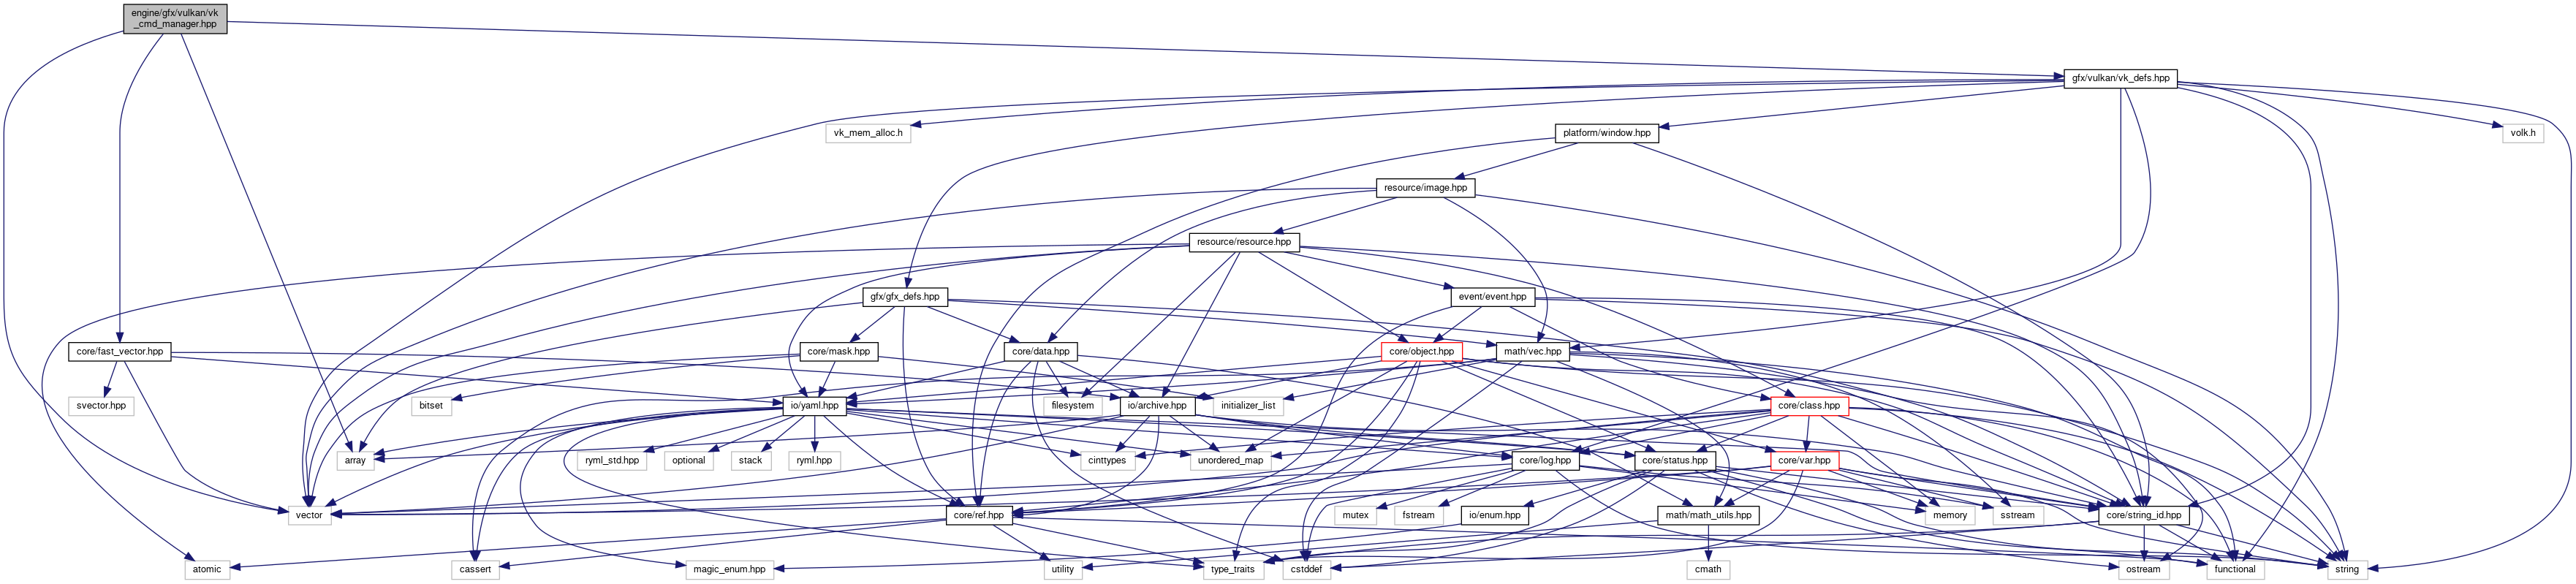 engine/gfx/vulkan/vk
_cmd_manager.hpp
gfx/vulkan/vk_defs.hpp
vk_mem_alloc.h
platform/window.hpp
volk.h
resource/image.hpp
resource/resource.hpp
gfx/gfx_defs.hpp
event/event.hpp
core/fast_vector.hpp
core/mask.hpp
core/data.hpp
core/object.hpp
math/vec.hpp
svector.hpp
bitset
io/yaml.hpp
filesystem
io/archive.hpp
initializer_list
core/class.hpp
array
ryml_std.hpp
optional
stack
ryml.hpp
cinttypes
unordered_map
core/log.hpp
core/status.hpp
core/var.hpp
vector
core/ref.hpp
mutex
fstream
io/enum.hpp
math/math_utils.hpp
memory
sstream
core/string_id.hpp
atomic
cassert
magic_enum.hpp
utility
type_traits
cstddef
cmath
ostream
functional
string